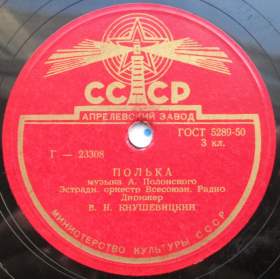 СССР
АПРЕЛЕВСКИЙ ЗАВОД
ГОСТ 5289-50
3 кл.
Г — 23308
ПОЛЬКА
музыка А. Полонского
Эстрадн. оркестр Всесоюзн. Радио
Дирижер
В. Н. КНУШЕВИЦКИЙ
МИНИСТЕРСТВО КУЛЬТУРЫ СССР